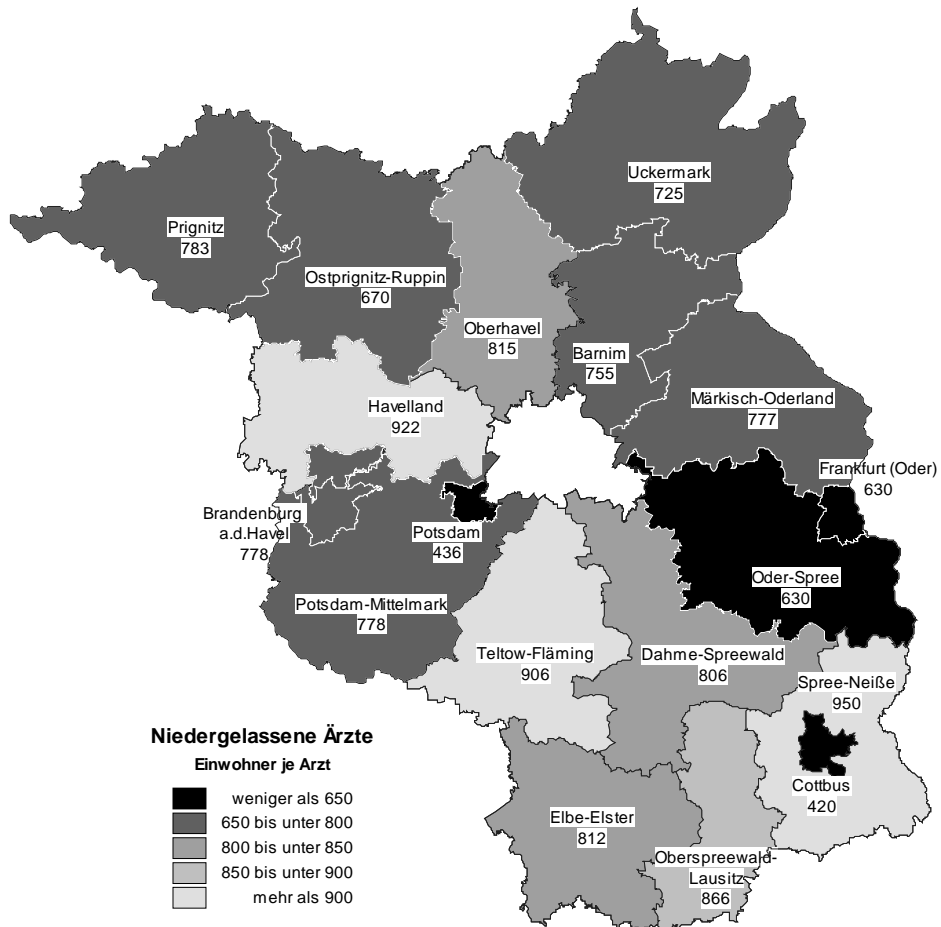 Uckermark
725
Prignitz
783
Ostprignitz-Ruppin
670
Oberhavel
815
Barnim
755
Märkisch-Oderland
777
Havelland
922
Frankfurt (Oder)
630
Brandenburg
a.d.Havel
778
Potsdam
436
Oder-Spree
630
Potsdam-Mittelmark
778
Teltow-Fläming
906
Dahme-Spreewald
806
Spree-Neiße
950
Cottbus
420
Elbe-Elster
812
Oberspreewald-
Lausitz
866
Niedergelassene Ärzte
Einwohner je Arzt
weniger als 650
650 bis unter 800
800 bis unter 850
850 bis unter 900
mehr als 900